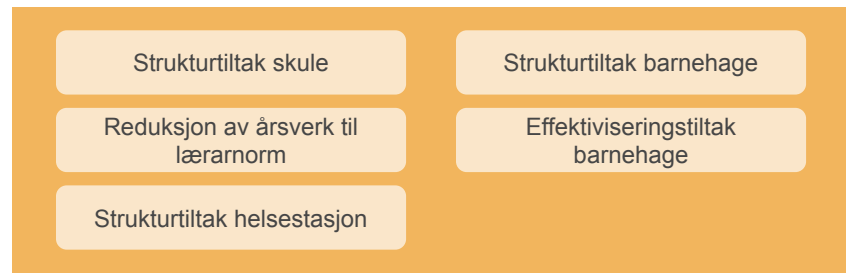 Strukturtiltak skule
Strukturtiltak barnehage
Reduksjon av årsverk til
lærarnorm
Effektiviseringstiltak
barnehage
Strukturtiltak helsestasjon